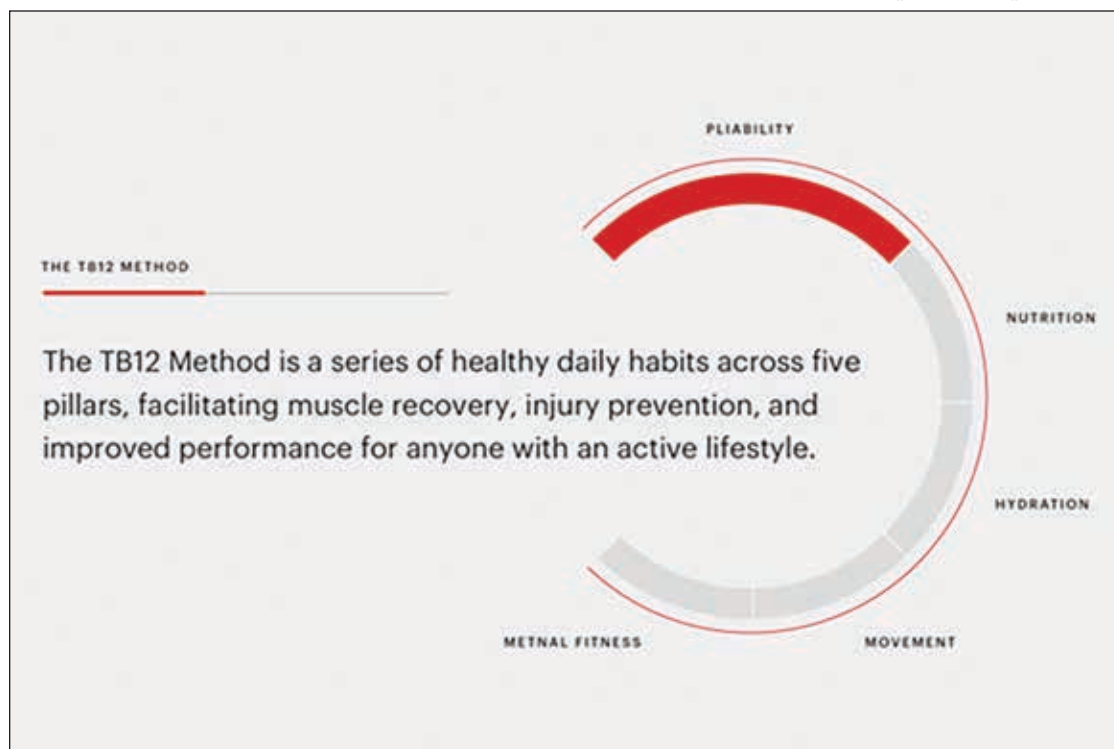 PLIABILITY
THE TB12 METHOD
NUTRITION
The TB12 Method is a series of healthy daily habits across five
pillars, facilitating muscle recovery, injury prevention, and
improved performance for anyone with an active lifestyle.
HYDRATION
METNAL FITNESS
MOVEMENT